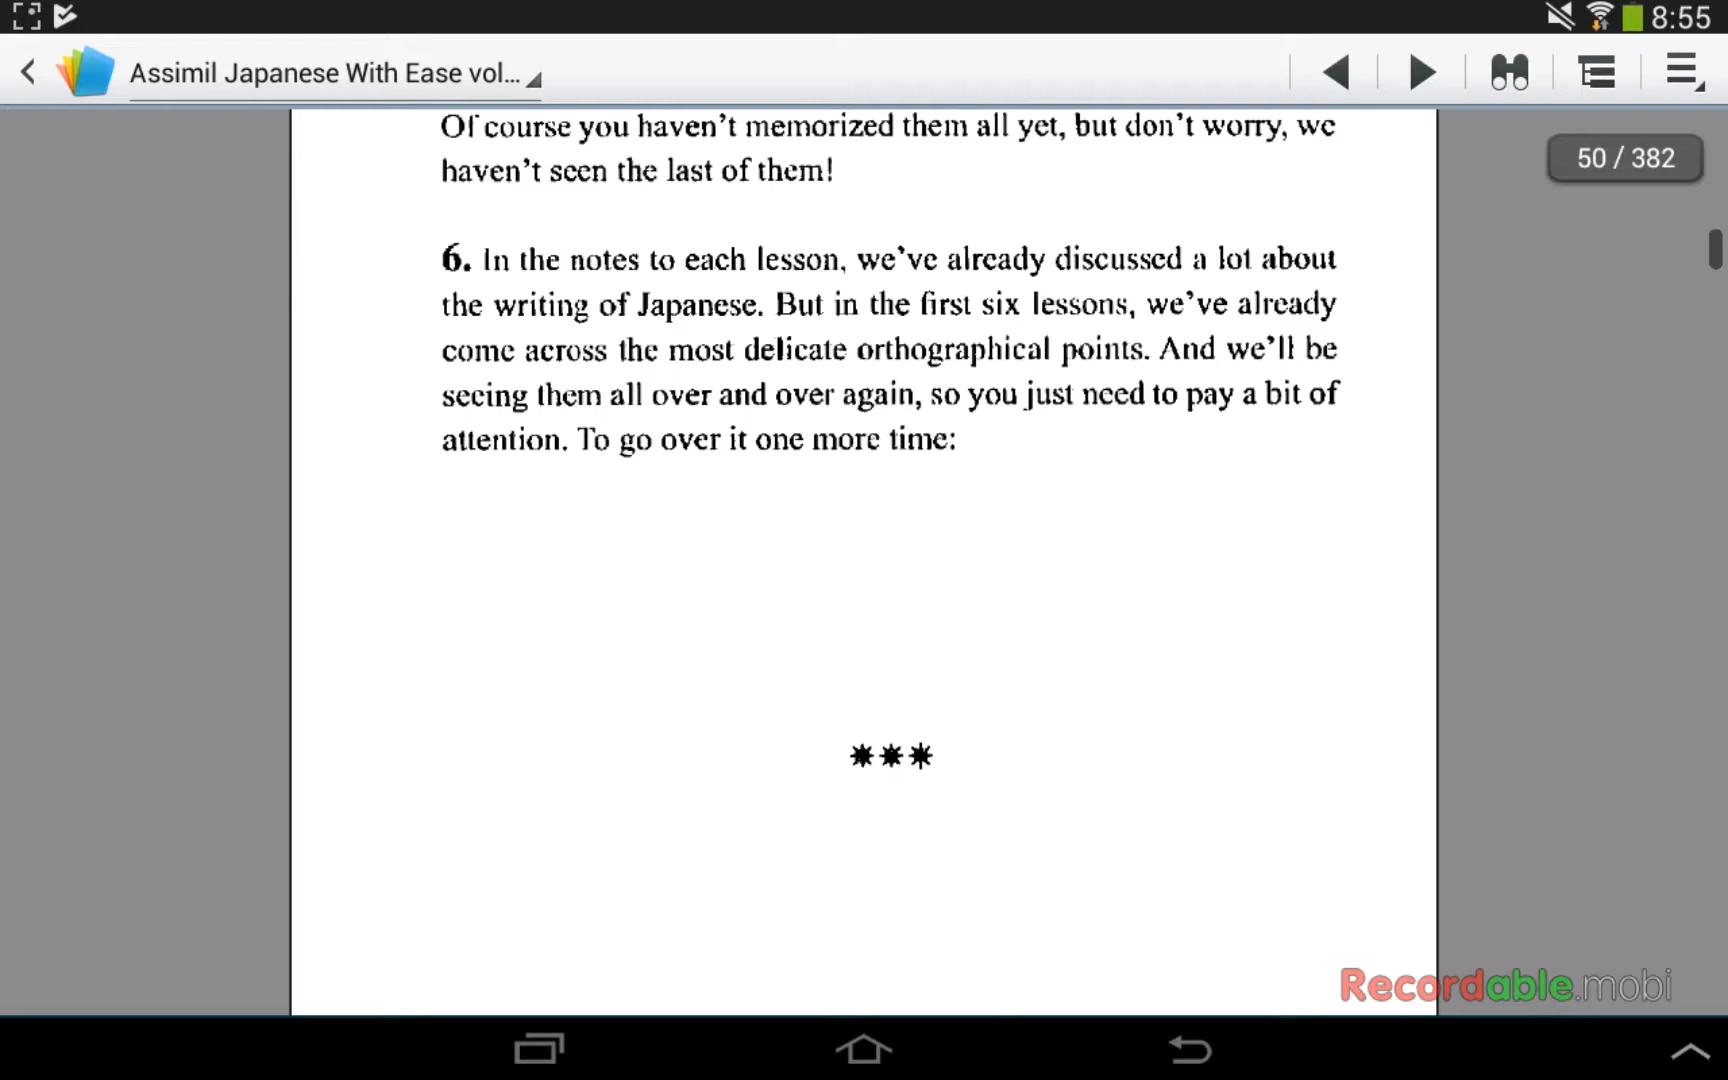 8:55
Assimil Japanese With Ease vol...
50 / 382
Of course you haven't memorized them all yet, but don't worry, we
haven't seen the last of them!
6. In the notes to each lesson, we've already discussed a lot about
the writing of Japanese. But in the first six lessons, we've already
come across the most delicate orthographical points. And we'll be
seeing them all over and over again, so you just need to pay a bit of
attention. To go over it one more time:
***
Recordable.mobi